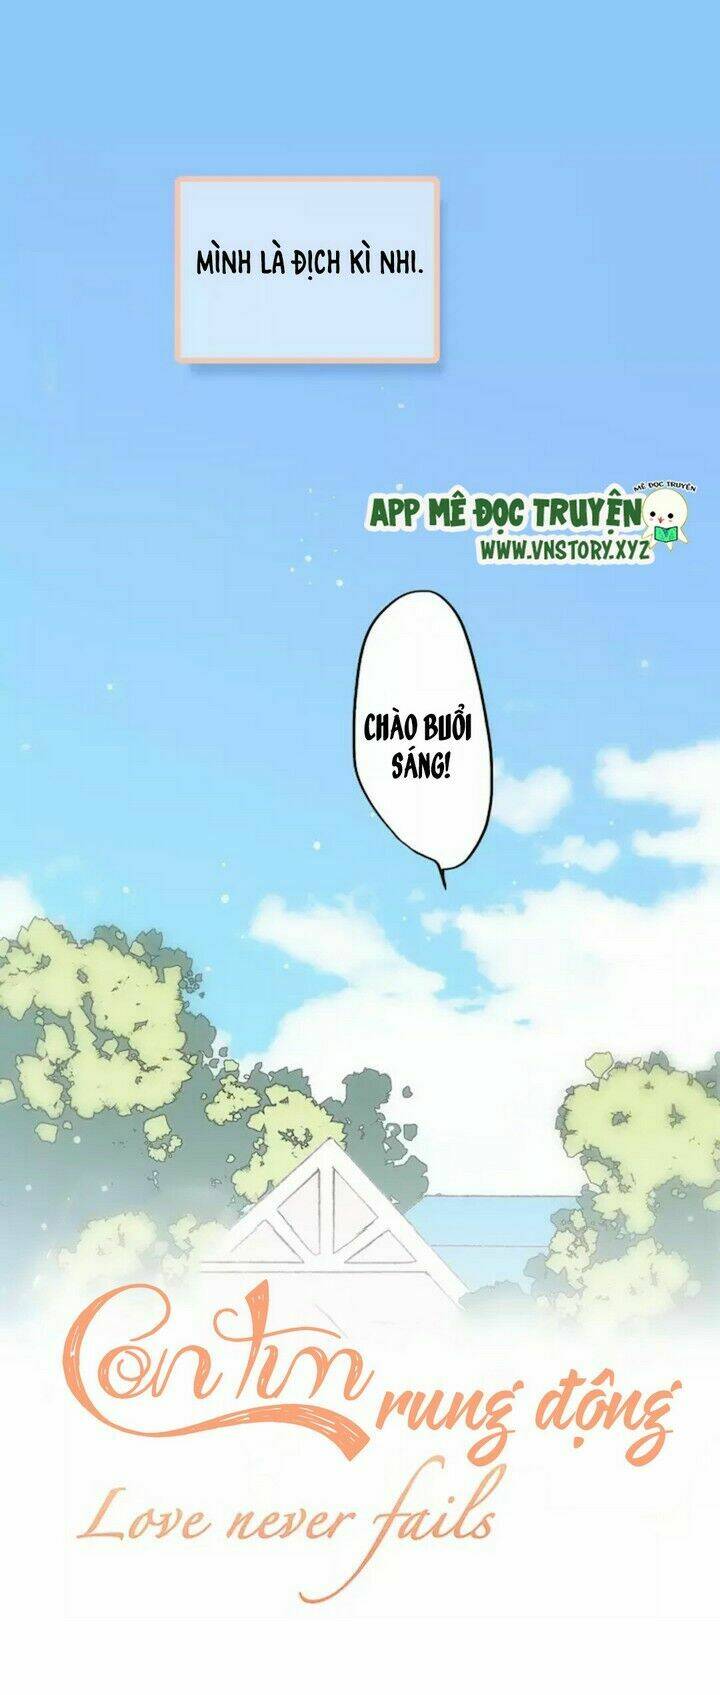 MÌNH LÀ ĐỊCH KÌ NHI.
MÊ ĐỌC TRUYỆN
APP MÊ ĐỌC TRUYỆN
WWW.VNSTORY.XYZ
CHÀO BUỔI
SÁNG!
Con tim
rung động
Love never fails